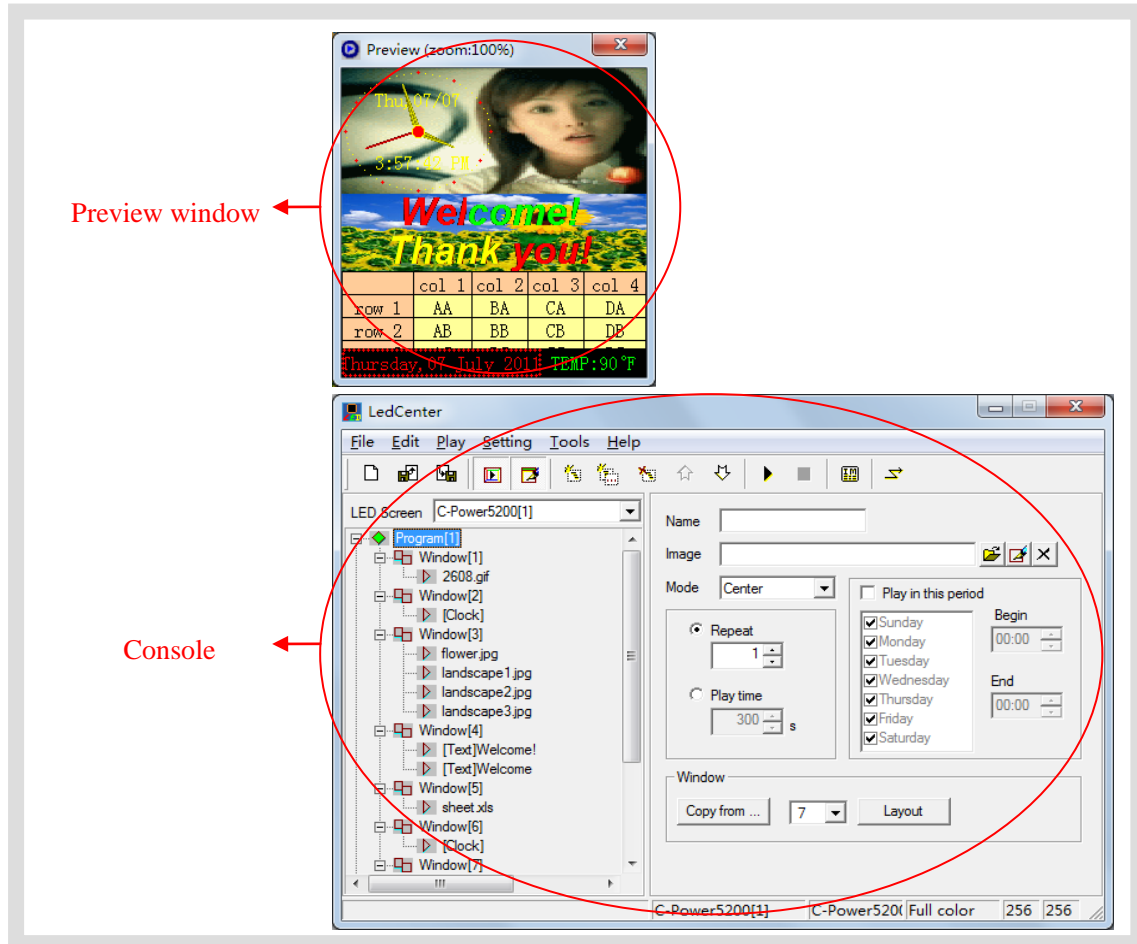 Preview (zoom:100%)
Thu, 07/07
3:57:42 PM
Preview window
Welcome!
Thank you!
col 1 col 2 col 3 col 4
row 1 AA BA CA DA
row 2 AB BB CB DB
Thursday, 07 July 2011 TEMP:90°F
LedCenter
File Edit Play Setting Tools Help
LED Screen C-Power5200[1]
Program[1]
Window[1]
2608.gif
Window[2]
[Clock]
Window[3]
flower.jpg
landscape1.jpg
landscape2.jpg
landscape3.jpg
Window[4]
[Text]Welcome!
[Text]Welcome
Window[5]
sheet.xls
Window[6]
[Clock]
Window[7]
Console
Name
Image
Mode Center
Repeat
1
Play time
300 s
Play in this period
Sunday
Monday
Tuesday
Wednesday
Thursday
Friday
Saturday
Begin
00:00
End
00:00
Window
Copy from ... 7 Layout
C-Power5200[1] C-Power520( Full color 256 256